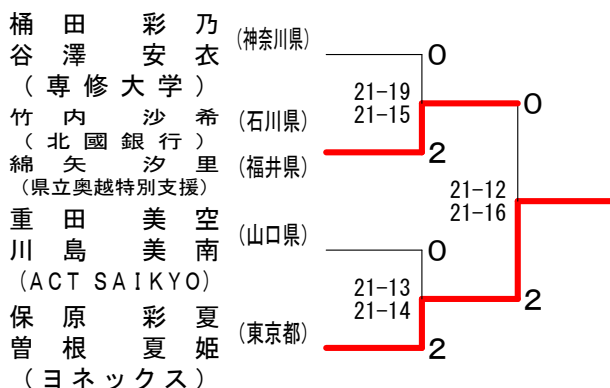 桶田 彩乃
谷澤 安衣
(専修大学)
(神奈川県)
0
21-19
21-15
竹内 沙希
(北國銀行)
(石川県)
綿矢 汐里
(県立奥越特別支援)
(福井県)
2
0
21-12
21-16
重田 美空
川島 美南
(ACT SAIKYO)
(山口県)
0
21-13
21-14
保原 彩夏
曽根 夏姫
(ヨネックス)
(東京都)
2
2